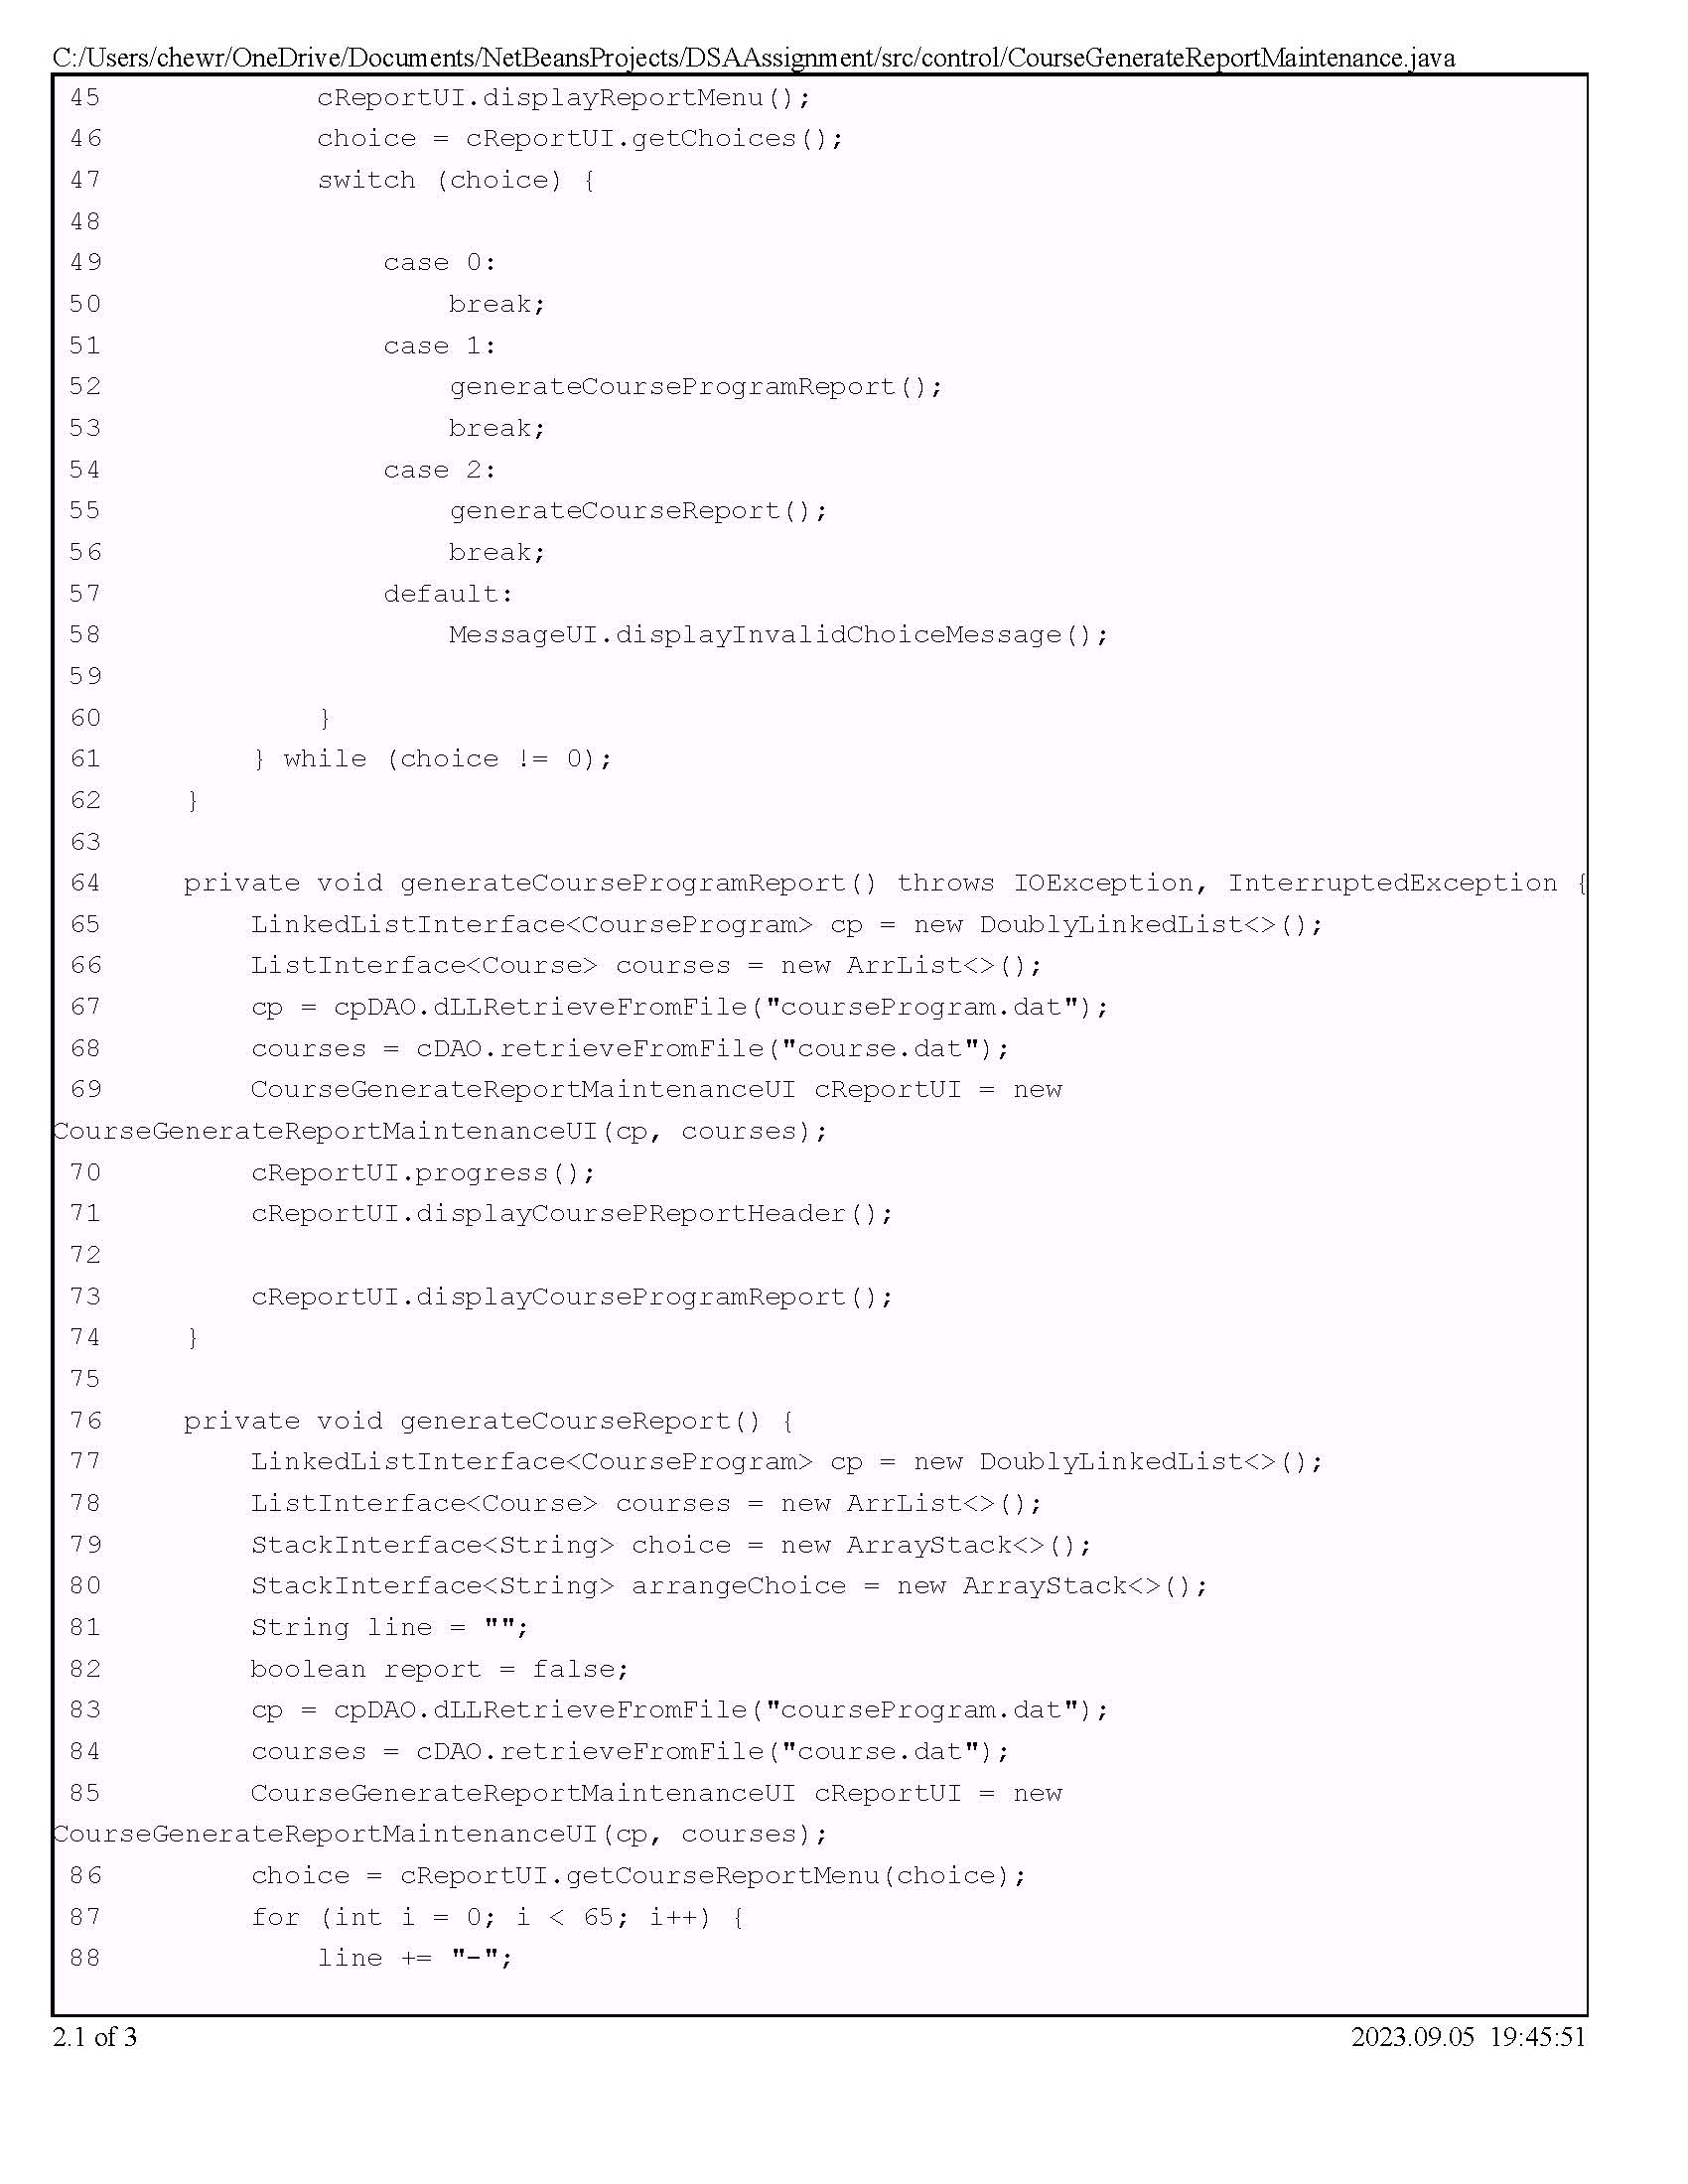 C:/Users/chewr/OneDrive/Documents/NetBeansProjects/DSAAssignment/src/control/CourseGenerateReportMaintenance.java
45             cReportUI.displayReportMenu();
46             choice = cReportUI.getChoices();
47             switch (choice) {
48
49                 case 0:
50                     break;
51                 case 1:
52                     generateCourseProgramReport();
53                     break;
54                 case 2:
55                     generateCourseReport();
56                     break;
57                 default:
58                     MessageUI.displayInvalidChoiceMessage();
59
60             }
61         } while (choice != 0);
62     }
63
64     private void generateCourseProgramReport() throws IOException, InterruptedException {
65         LinkedListInterface<CourseProgram> cp = new DoublyLinkedList<>();
66         ListInterface<Course> courses = new ArrList<>();
67         cp = cpDAO.dLLRetrieveFromFile("courseProgram.dat");
68         courses = cDAO.retrieveFromFile("course.dat");
69         CourseGenerateReportMaintenanceUI cReportUI = new
CourseGenerateReportMaintenanceUI(cp, courses);
70         cReportUI.progress();
71         cReportUI.displayCoursePReportHeader();
72
73         cReportUI.displayCourseProgramReport();
74     }
75
76     private void generateCourseReport() {
77         LinkedListInterface<CourseProgram> cp = new DoublyLinkedList<>();
78         ListInterface<Course> courses = new ArrList<>();
79         StackInterface<String> choice = new ArrayStack<>();
80         StackInterface<String> arrangeChoice = new ArrayStack<>();
81         String line = "";
82         boolean report = false;
83         cp = cpDAO.dLLRetrieveFromFile("courseProgram.dat");
84         courses = cDAO.retrieveFromFile("course.dat");
85         CourseGenerateReportMaintenanceUI cReportUI = new
CourseGenerateReportMaintenanceUI(cp, courses);
86         choice = cReportUI.getCourseReportMenu(choice);
87         for (int i = 0; i < 65; i++) {
88             line += "-";
2.1 of 3
2023.09.05 19:45:51